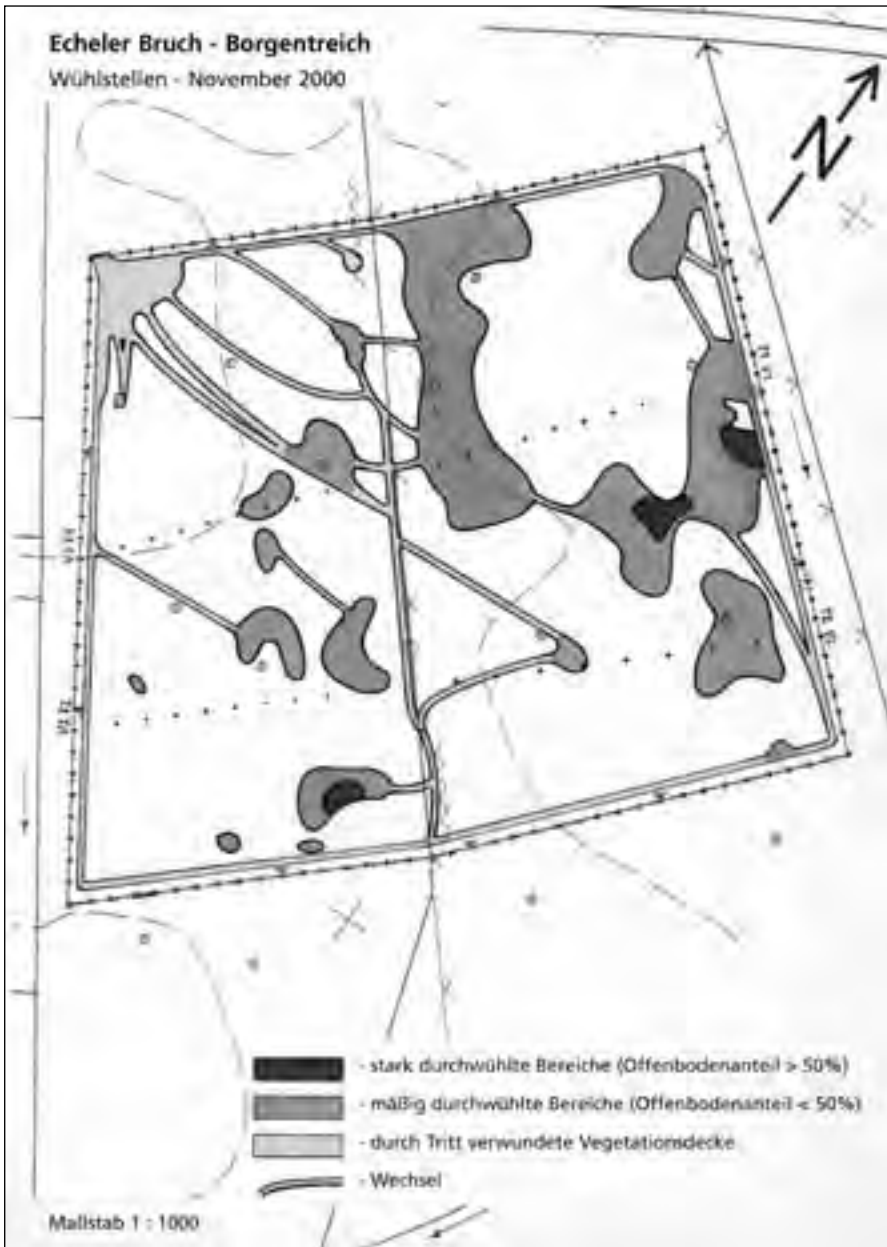 Echeler Bruch - Borgentreich
Wühlstellen - November 2000
N
- stark durchwühlte Bereiche (Offenbodenanteil > 50%)
- mäßig durchwühlte Bereiche (Offenbodenanteil < 50%)
- durch Tritt verwundete Vegetationsdecke
- Wechsel
Maßstab 1 : 1000